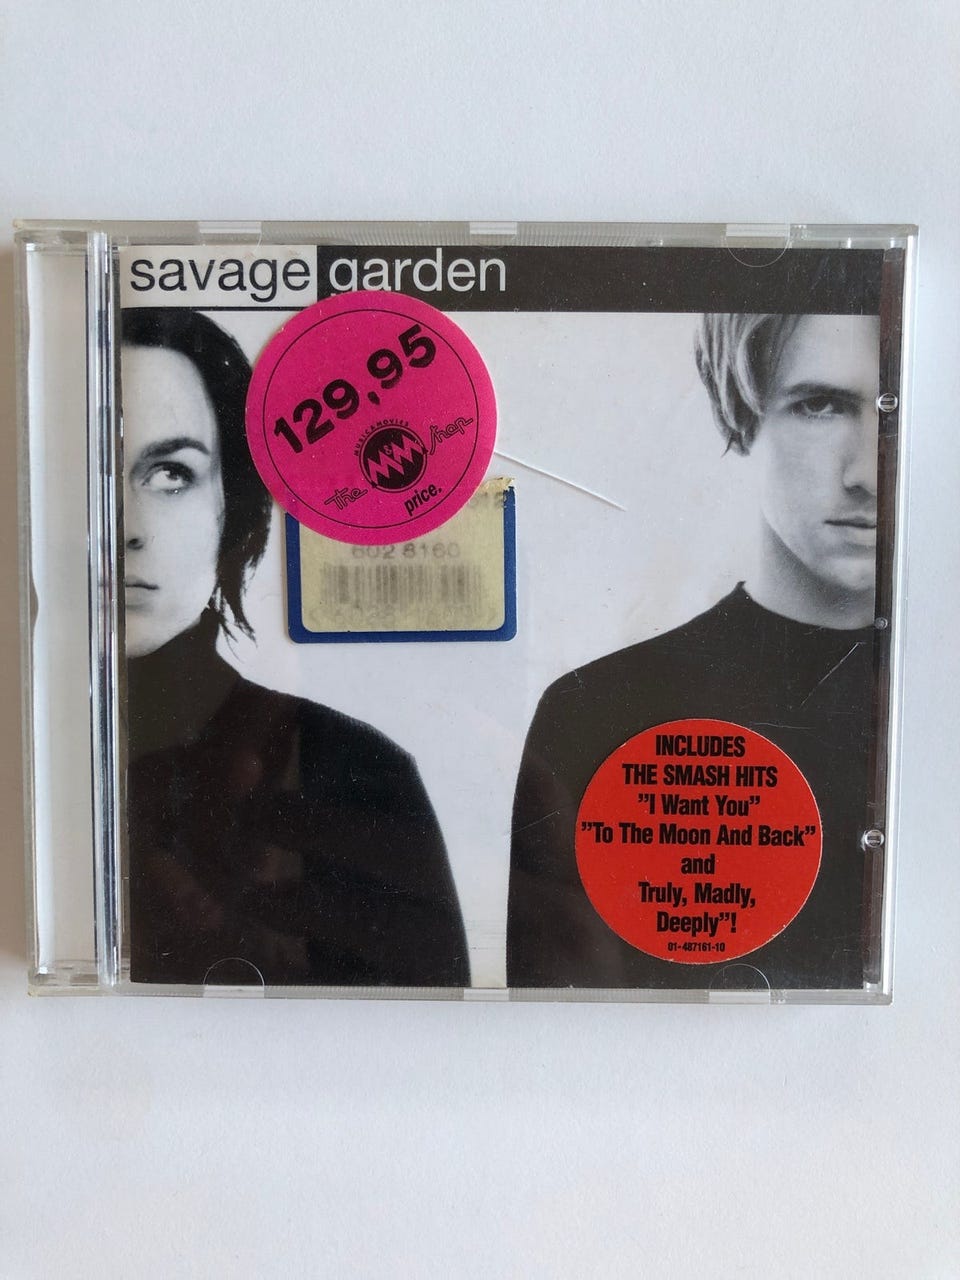 savage garden
129,95
MUSIC & MOVIES
M&M
The Shop
price.
602 8160
INCLUDES
THE SMASH HITS
"I Want You"
"To The Moon And Back"
and
Truly, Madly,
Deeply"!
01-487161-10